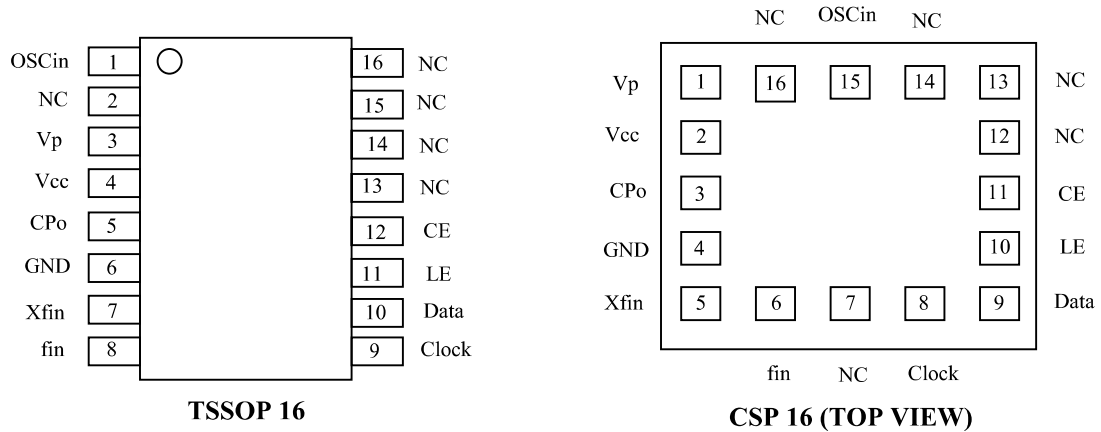 OSCin 1 16 NC
NC 2 15 NC
Vp 3 14 NC
Vcc 4 13 NC
CPo 5 12 CE
GND 6 11 LE
Xfin 7 10 Data
fin 8 9 Clock
TSSOP 16
NC OSCin NC
Vp 1 16 15 14 13 NC
Vcc 2 12 NC
CPo 3 11 CE
GND 4 10 LE
Xfin 5 6 7 8 9 Data
fin NC Clock
CSP 16 (TOP VIEW)